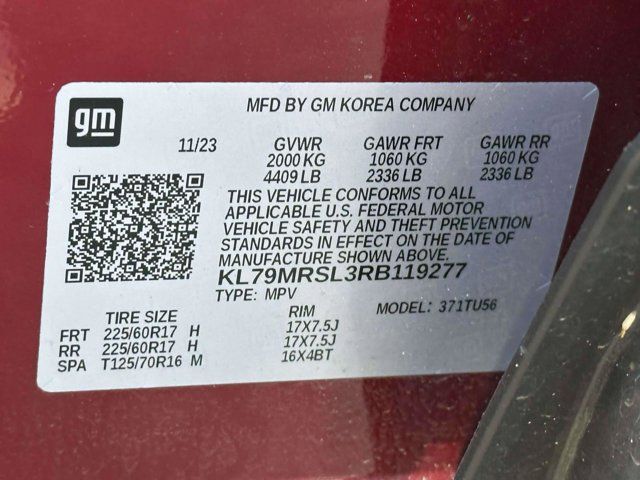 gm
MFD BY GM KOREA COMPANY
11/23 GVWR GAWR FRT GAWR RR
2000 KG 1060 KG 1060 KG
4409 LB 2336 LB 2336 LB
THIS VEHICLE CONFORMS TO ALL
APPLICABLE U.S. FEDERAL MOTOR
VEHICLE SAFETY AND THEFT PREVENTION
STANDARDS IN EFFECT ON THE DATE OF
MANUFACTURE SHOWN ABOVE.
KL79MRSL3RB119277
TYPE: MPV MODEL: 371TU56
TIRE SIZE RIM
FRT 225/60R17 H 17X7.5J
RR 225/60R17 H 17X7.5J
SPA T125/70R16 M 16X4BT